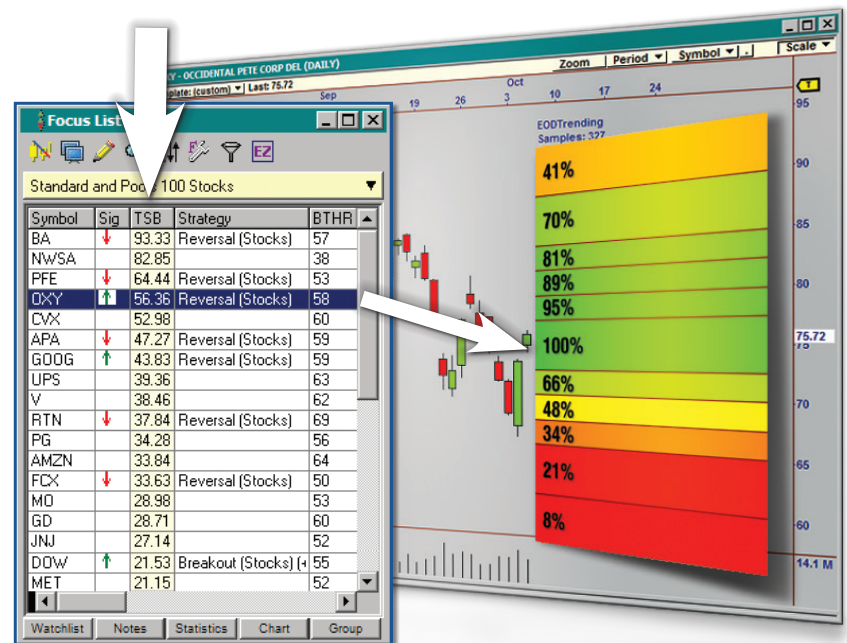 XY - OCCIDENTAL PETE CORP DEL (DAILY)
Zoom Period Symbol . Scale
plate: (custom) Last: 75.72
Sep 19 26 Oct 3 10 17 24
T
95
90
85
80
75.72
75
70
65
60
14.1 M
EODTrending
Samples: 327
41%
70%
81%
89%
95%
100%
66%
48%
34%
21%
8%
Focus List
EZ
Standard and Poors 100 Stocks
Symbol Sig TSB Strategy BTHR
BA 93.33 Reversal (Stocks) 57
NWSA 82.85 38
PFE 64.44 Reversal (Stocks) 53
OXY 56.36 Reversal (Stocks) 58
CVX 52.98 60
APA 47.27 Reversal (Stocks) 59
GOOG 43.83 Reversal (Stocks) 59
UPS 39.36 63
V 38.46 62
RTN 37.84 Reversal (Stocks) 69
PG 34.28 56
AMZN 33.84 64
FCX 33.63 Reversal (Stocks) 50
MO 28.98 53
GD 28.71 60
JNJ 27.14 52
DOW 21.53 Breakout (Stocks) (+ 55
MET 21.15 52
Watchlist Notes Statistics Chart Group